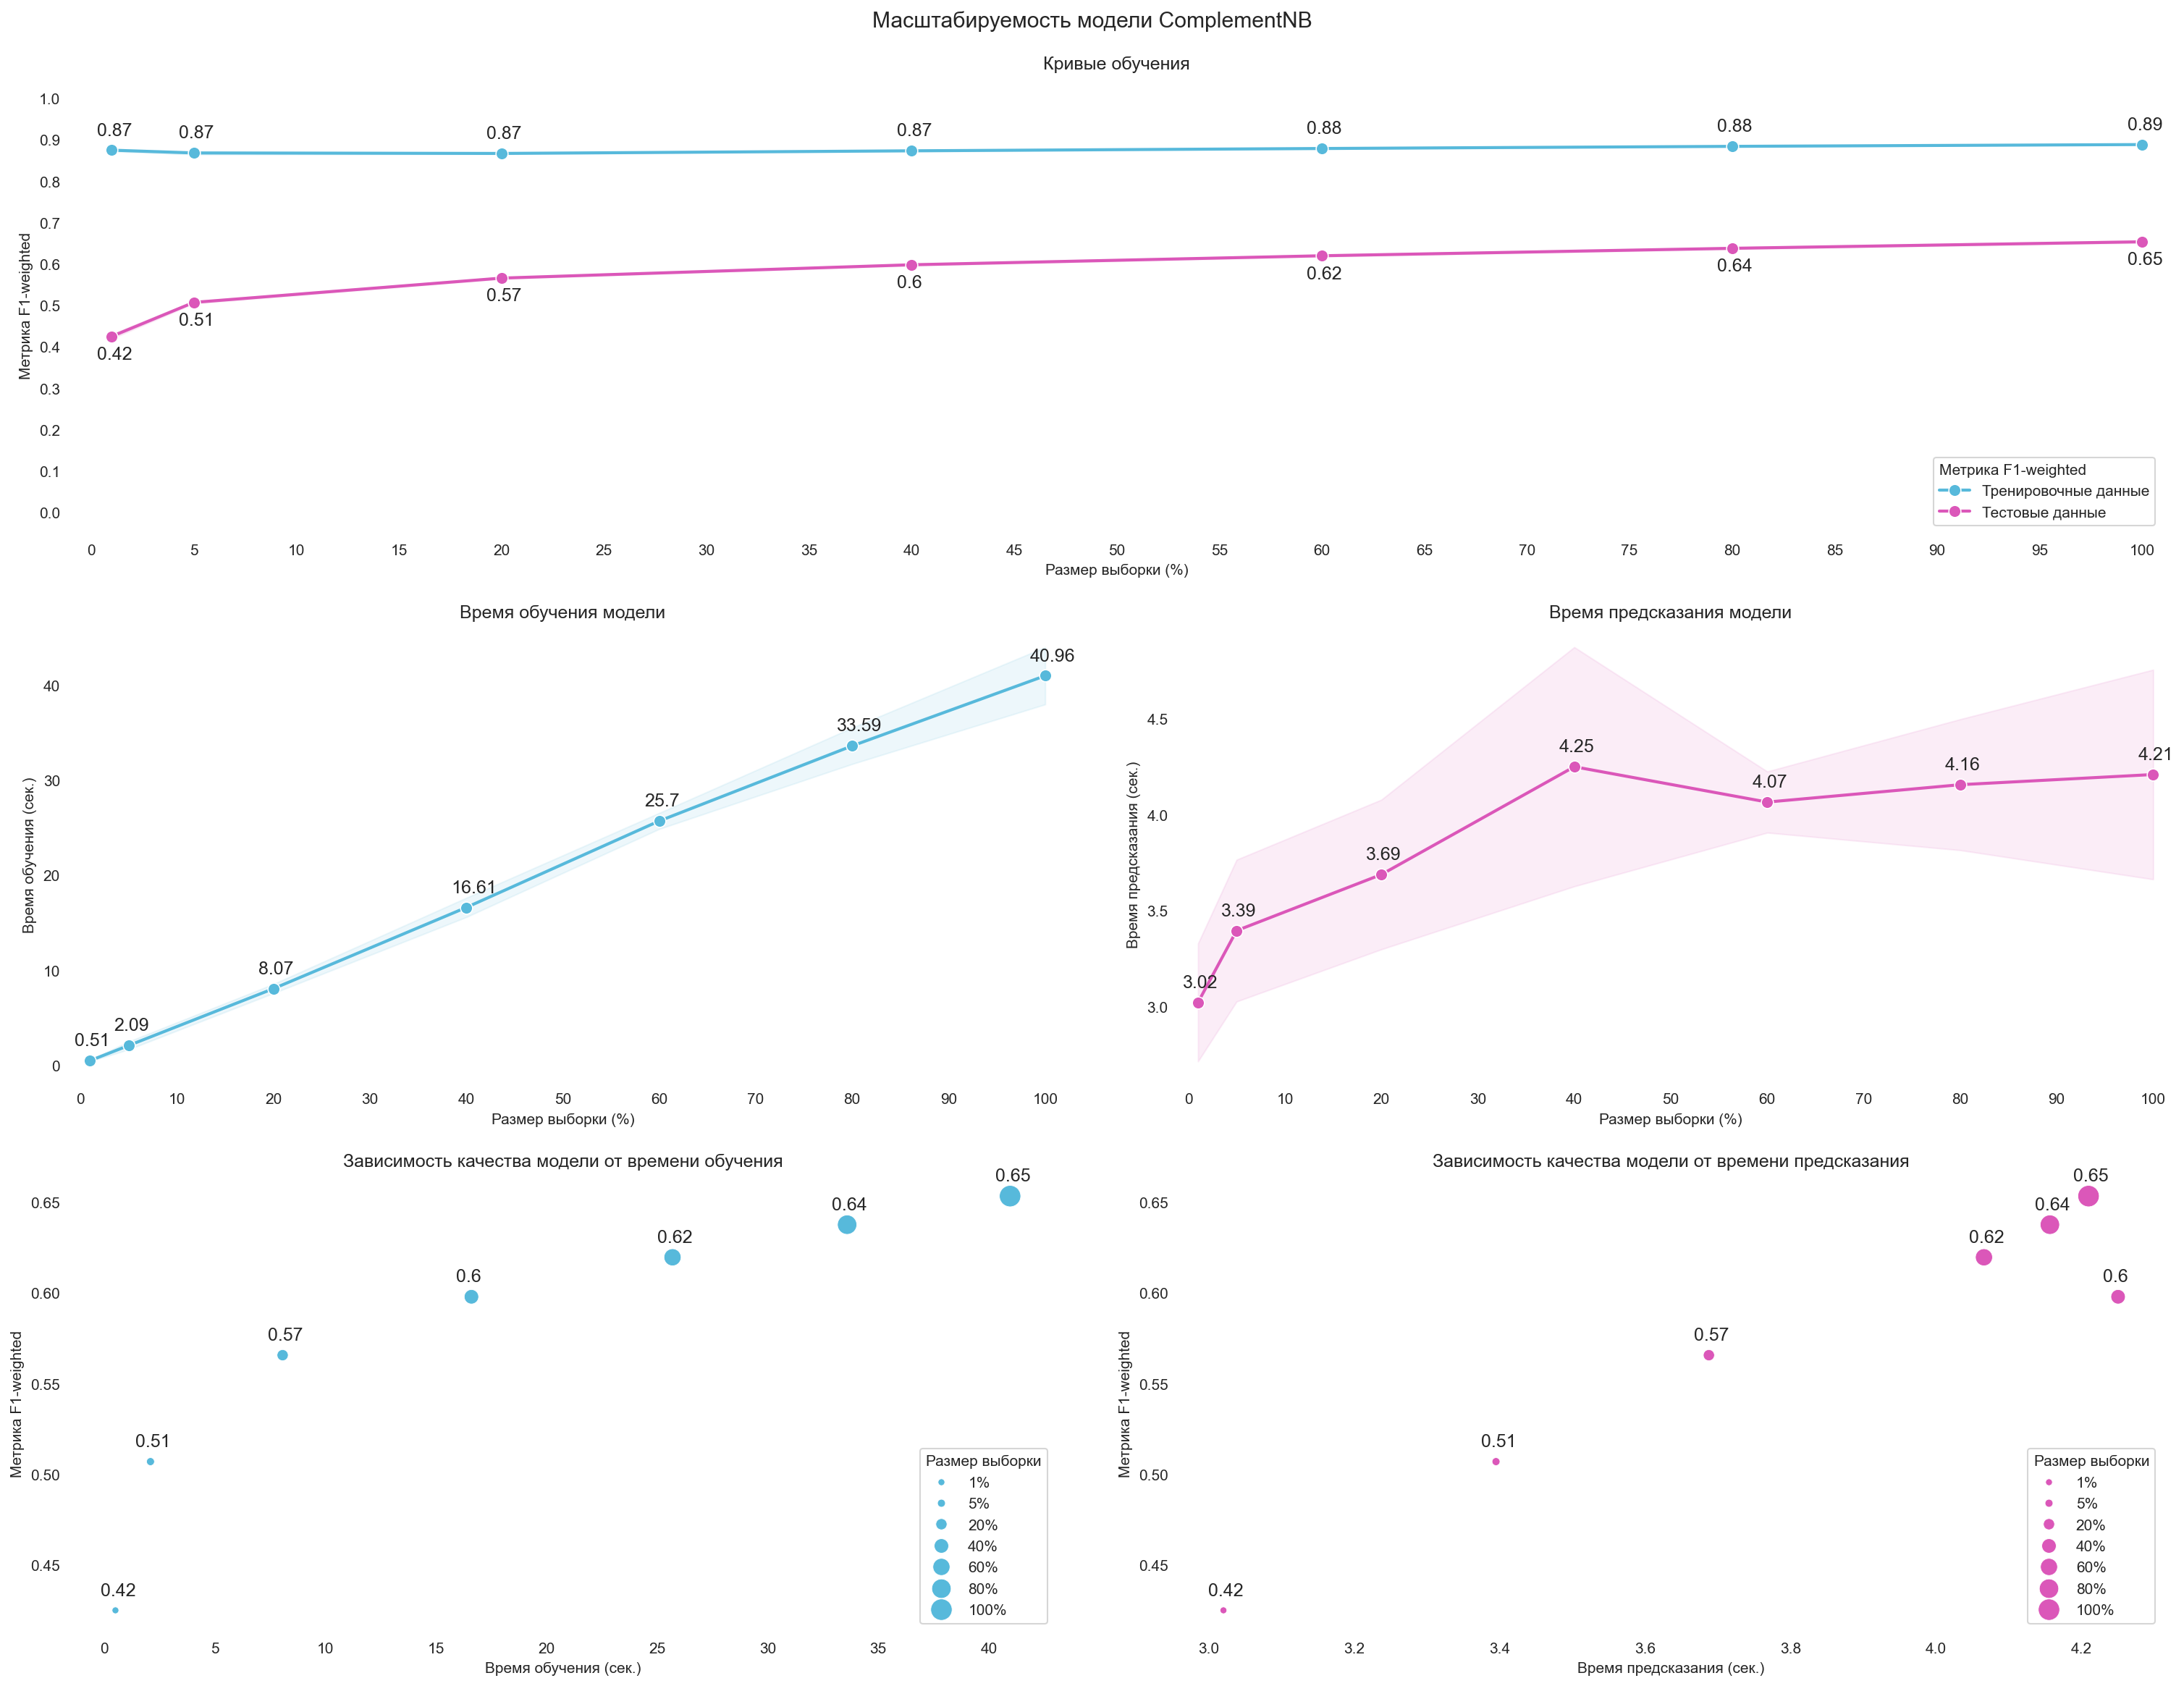 Масштабируемость модели ComplementNB
Кривые обучения
1.0
0.9
0.8
0.7
0.6
0.5
0.4
0.3
0.2
0.1
0.0
Метрика F1-weighted
0.87 0.87 0.87 0.87 0.88 0.88 0.89
0.42 0.51 0.57 0.6 0.62 0.64 0.65
Метрика F1-weighted
Тренировочные данные
Тестовые данные
0 5 10 15 20 25 30 35 40 45 50 55 60 65 70 75 80 85 90 95 100
Размер выборки (%)
Время обучения модели
40
30
20
10
0
Время обучения (сек.)
0.51 2.09 8.07 16.61 25.7 33.59 40.96
0 10 20 30 40 50 60 70 80 90 100
Размер выборки (%)
Время предсказания модели
4.5
4.0
3.5
3.0
Время предсказания (сек.)
3.02 3.39 3.69 4.25 4.07 4.16 4.21
0 10 20 30 40 50 60 70 80 90 100
Размер выборки (%)
Зависимость качества модели от времени обучения
0.65
0.60
0.55
0.50
0.45
Метрика F1-weighted
0.42 0.51 0.57 0.6 0.62 0.64 0.65
Размер выборки
1%
5%
20%
40%
60%
80%
100%
0 5 10 15 20 25 30 35 40
Время обучения (сек.)
Зависимость качества модели от времени предсказания
0.65
0.60
0.55
0.50
0.45
Метрика F1-weighted
0.42 0.51 0.57 0.62 0.64 0.65 0.6
Размер выборки
1%
5%
20%
40%
60%
80%
100%
3.0 3.2 3.4 3.6 3.8 4.0 4.2
Время предсказания (сек.)